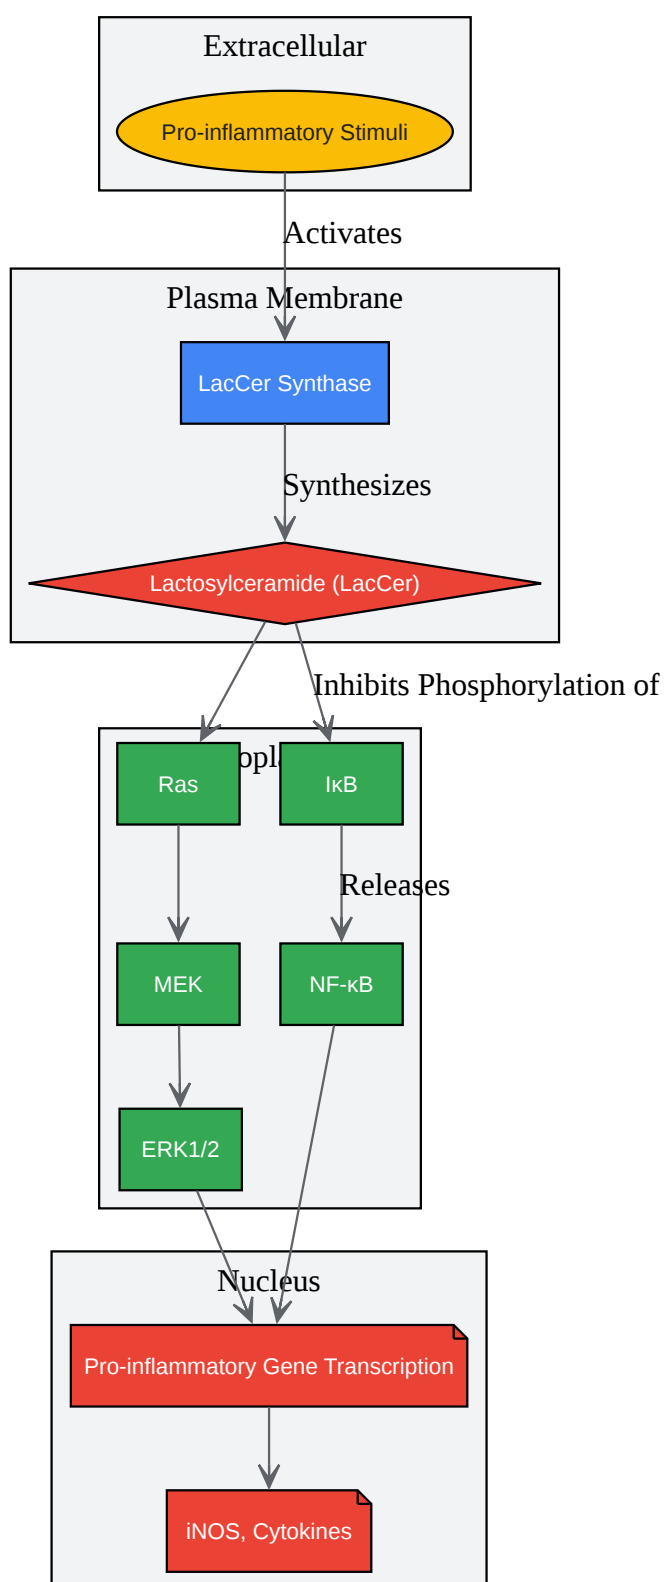 Extracellular
Pro-inflammatory Stimuli
Activates
Plasma Membrane
LacCer Synthase
Synthesizes
Lactosylceramide (LacCer)
Inhibits Phosphorylation of
Ras
IκB
Releases
MEK
NF-κB
ERK1/2
Nucleus
Pro-inflammatory Gene Transcription
iNOS, Cytokines